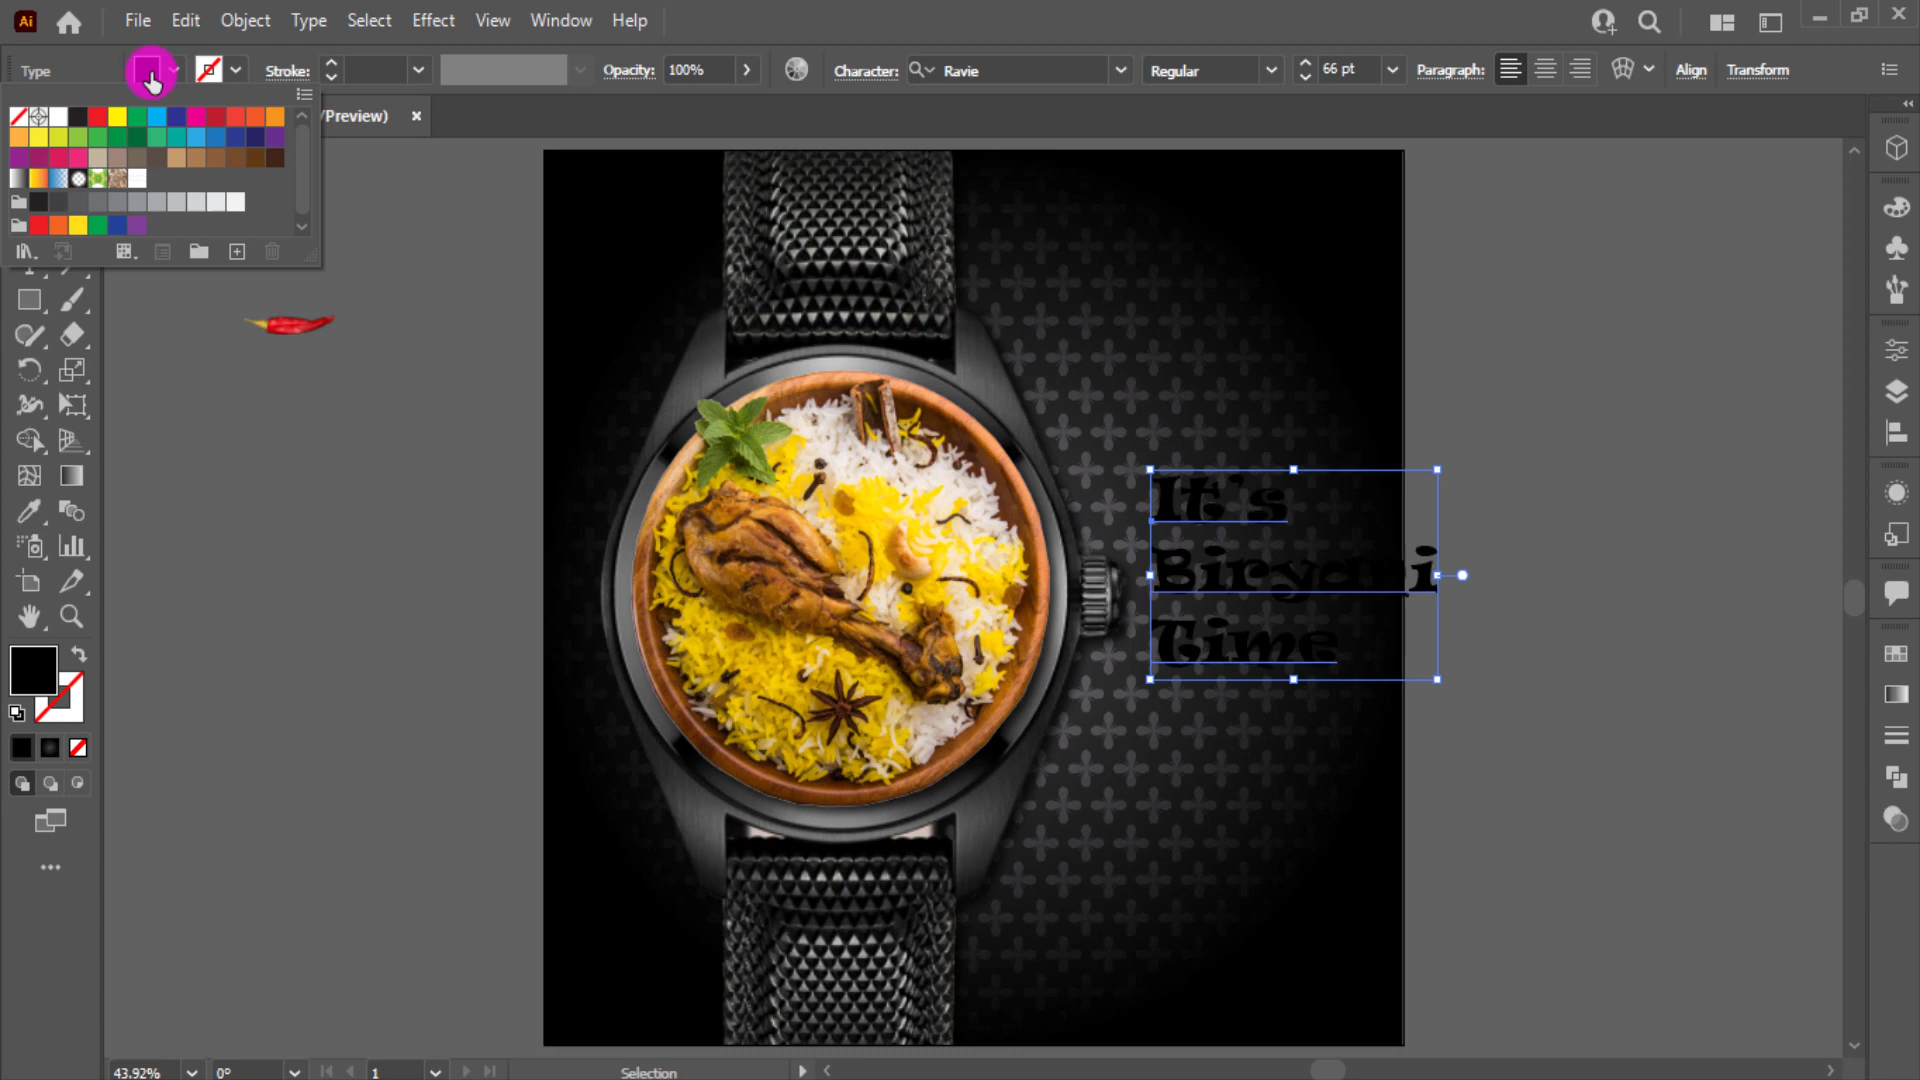 Ai File Edit Object Type Select Effect View Window Help
Type Stroke: Opacity: 100% Character: Ravie Regular 66 pt Paragraph: Align Transform
/Preview) ×
It's
Biryani
Time
43.92% 0° 1 Selection